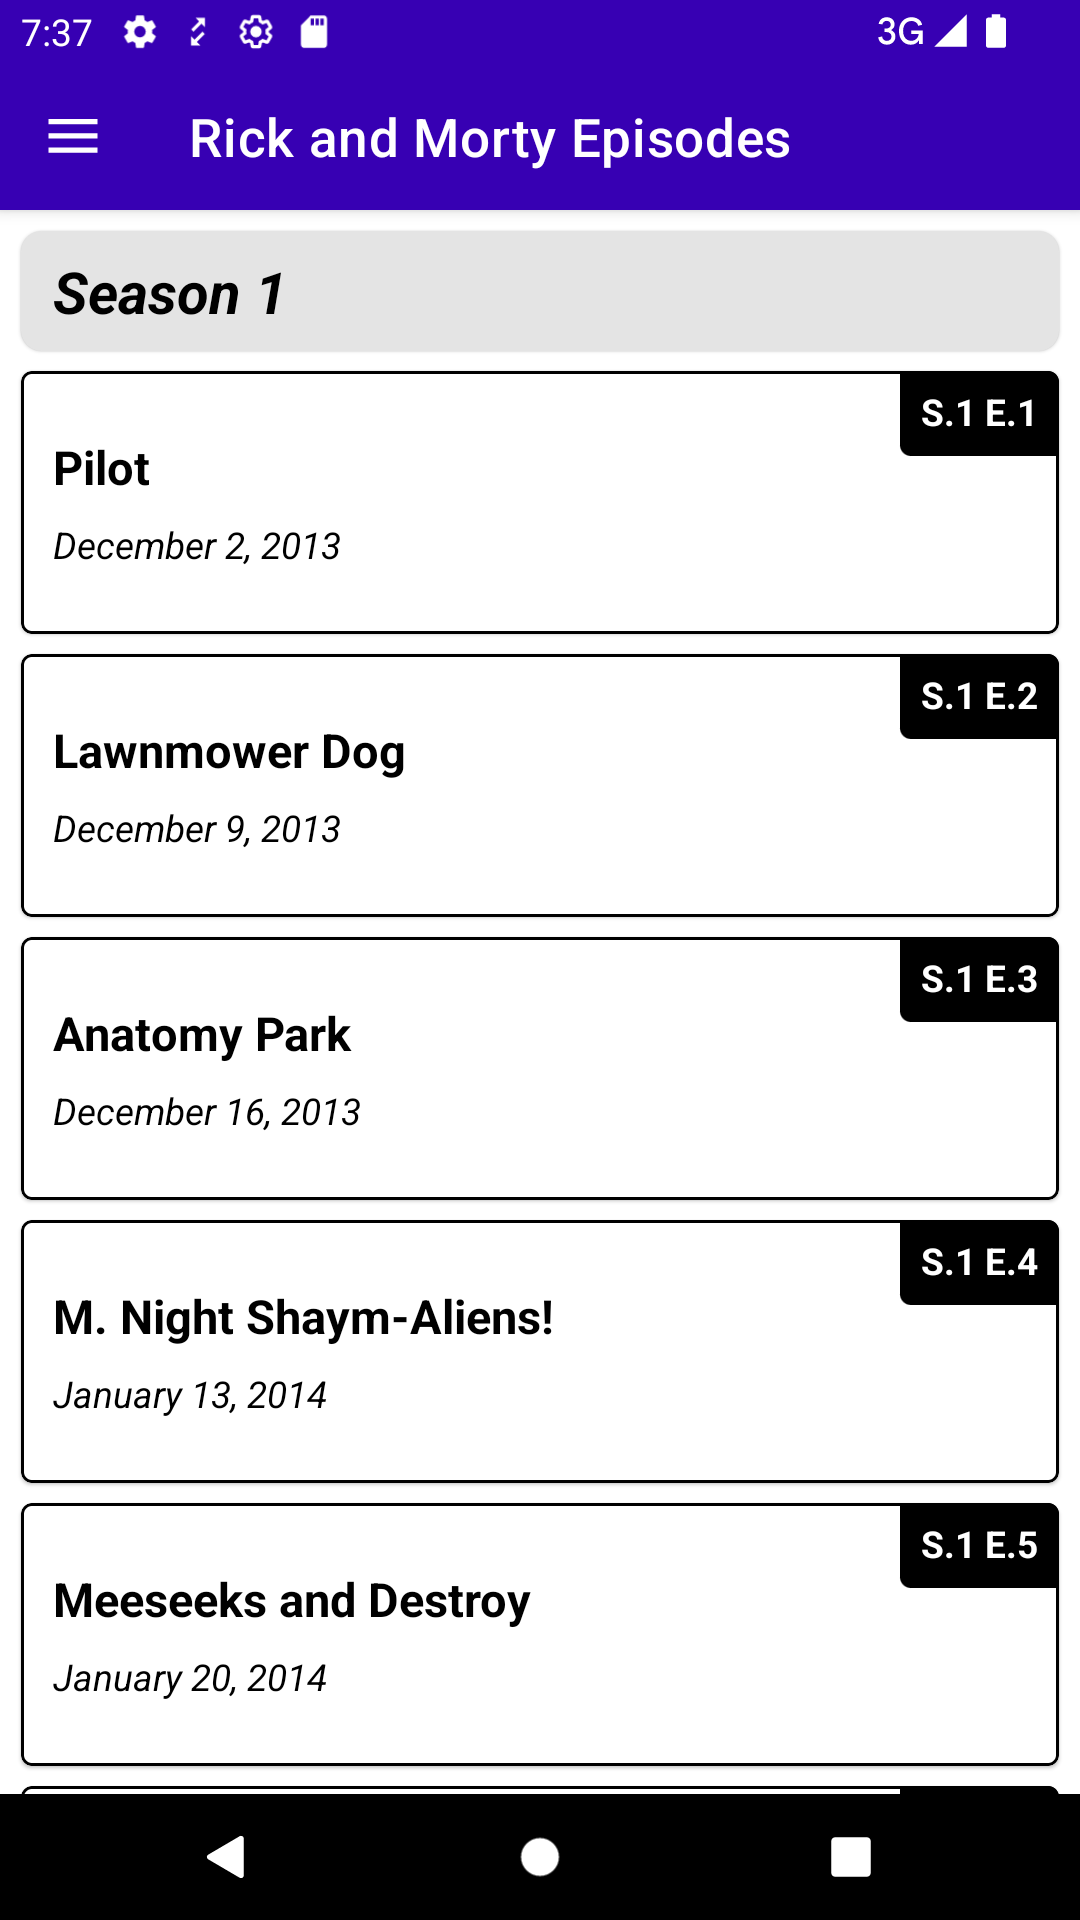 7:37 3G
Rick and Morty Episodes
Season 1
S.1 E.1
Pilot
December 2, 2013
S.1 E.2
Lawnmower Dog
December 9, 2013
S.1 E.3
Anatomy Park
December 16, 2013
S.1 E.4
M. Night Shaym-Aliens!
January 13, 2014
S.1 E.5
Meeseeks and Destroy
January 20, 2014